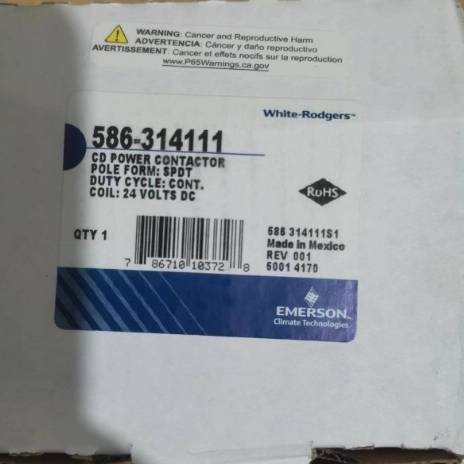 WARNING: Cancer and Reproductive Harm
ADVERTENCIA: Cáncer y daño reproductivo
AVERTISSEMENT: Cancer et effets nocifs sur la reproduction
www.P65Warnings.ca.gov
White-Rodgers™
586-314111
CD POWER CONTACTOR
POLE FORM: SPDT
DUTY CYCLE: CONT.
COIL: 24 VOLTS DC
RoHS
QTY 1
7 86710 10372 8
586 314111S1
Made in Mexico
REV 001
5001 4170
EMERSON
Climate Technologies